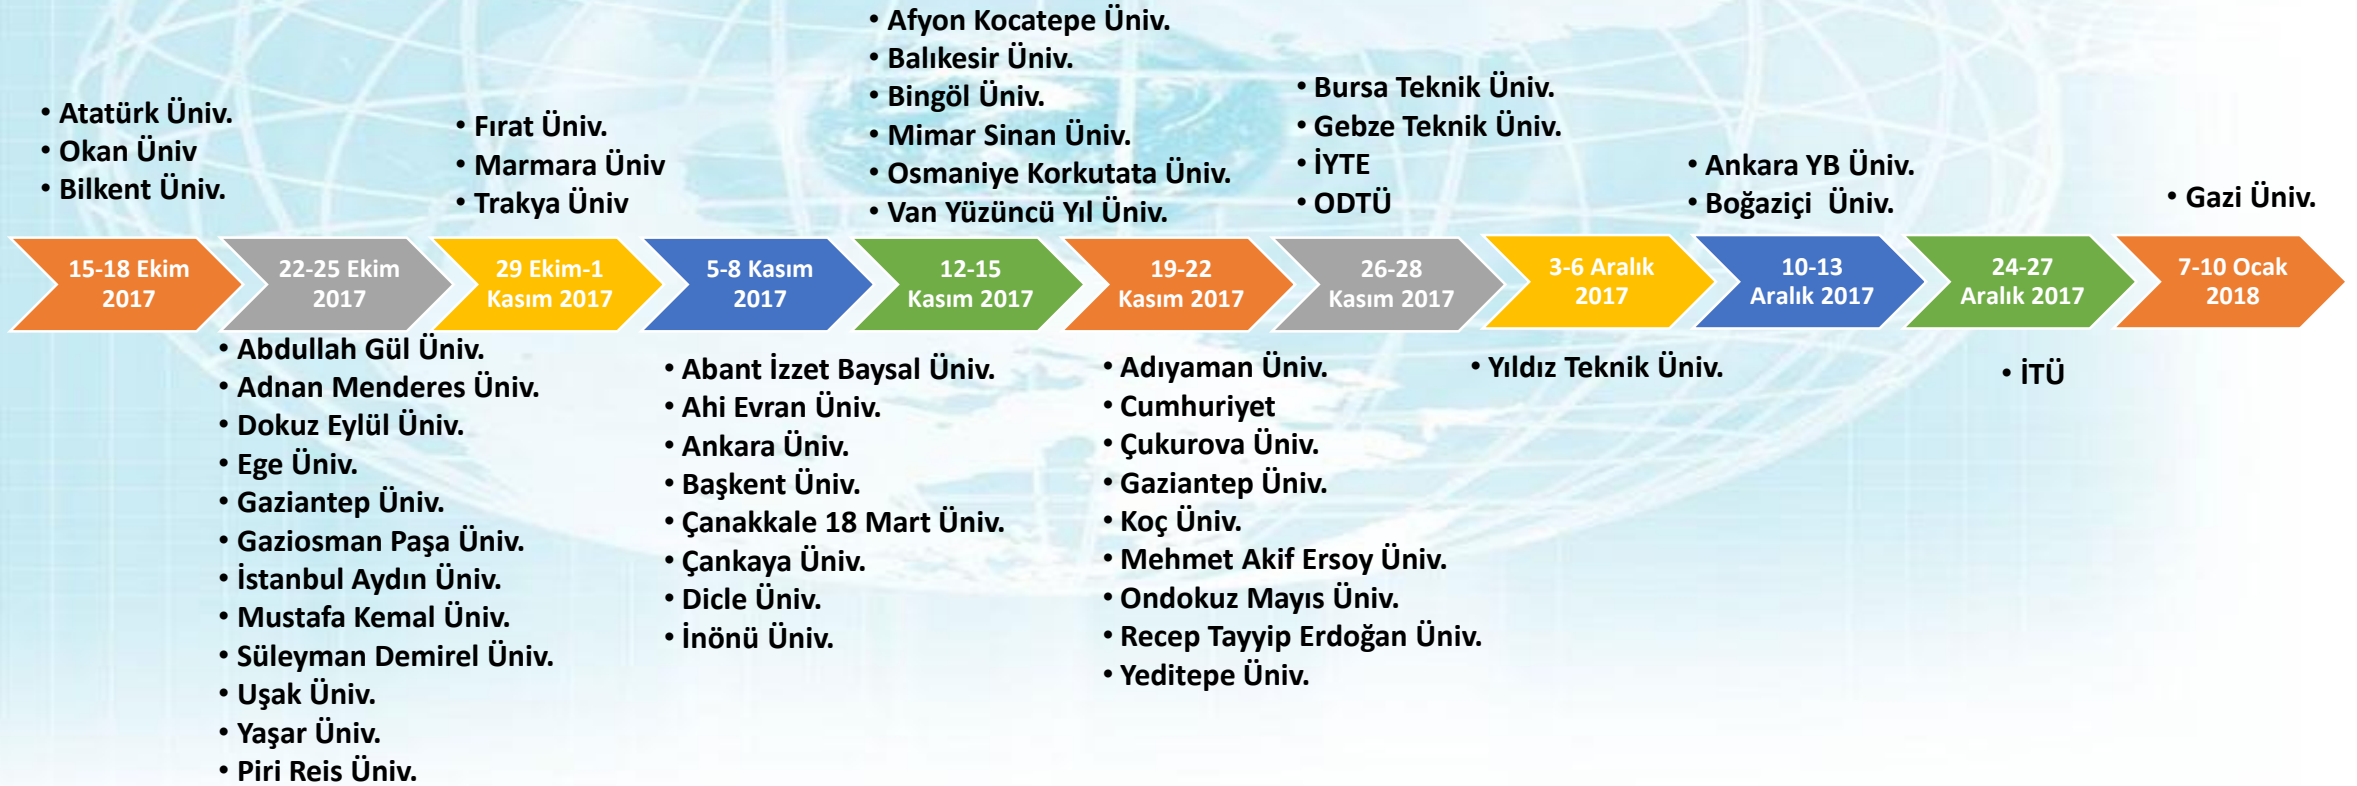 • Atatürk Üniv.
• Okan Üniv
• Bilkent Üniv.
• Fırat Üniv.
• Marmara Üniv
• Trakya Üniv
• Afyon Kocatepe Üniv.
• Balıkesir Üniv.
• Bingöl Üniv.
• Mimar Sinan Üniv.
• Osmaniye Korkutata Üniv.
• Van Yüzüncü Yıl Üniv.
• Bursa Teknik Üniv.
• Gebze Teknik Üniv.
• İYTE
• ODTÜ
• Ankara YB Üniv.
• Boğaziçi  Üniv.
• Gazi Üniv.
15-18 Ekim
2017
22-25 Ekim
2017
29 Ekim-1
Kasım 2017
5-8 Kasım
2017
12-15
Kasım 2017
19-22
Kasım 2017
26-28
Kasım 2017
3-6 Aralık
2017
10-13
Aralık 2017
24-27
Aralık 2017
7-10 Ocak
2018
• Abdullah Gül Üniv.
• Adnan Menderes Üniv.
• Dokuz Eylül Üniv.
• Ege Üniv.
• Gaziantep Üniv.
• Gaziosman Paşa Üniv.
• İstanbul Aydın Üniv.
• Mustafa Kemal Üniv.
• Süleyman Demirel Üniv.
• Uşak Üniv.
• Yaşar Üniv.
• Piri Reis Üniv.
• Abant İzzet Baysal Üniv.
• Ahi Evran Üniv.
• Ankara Üniv.
• Başkent Üniv.
• Çanakkale 18 Mart Üniv.
• Çankaya Üniv.
• Dicle Üniv.
• İnönü Üniv.
• Adıyaman Üniv.
• Cumhuriyet
• Çukurova Üniv.
• Gaziantep Üniv.
• Koç Üniv.
• Mehmet Akif Ersoy Üniv.
• Ondokuz Mayıs Üniv.
• Recep Tayyip Erdoğan Üniv.
• Yeditepe Üniv.
• Yıldız Teknik Üniv.
• İTÜ